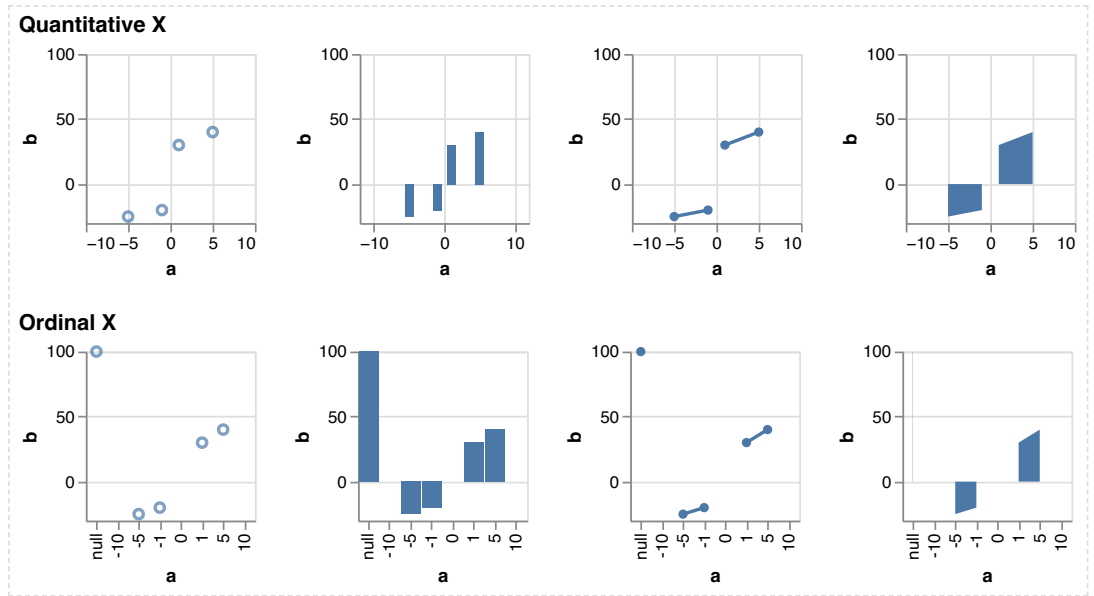 Quantitative X
100 100 100 100
50 50 50 50
b b b b
0 0 0 0
−10 −5 0 5 10 −10 0 10 −10 −5 0 5 10 −10 −5 0 5 10
a a a a
Ordinal X
100 100 100 100
50 50 50 50
b b b b
0 0 0 0
null -10 -5 -1 0 1 5 10 null -10 -5 -1 0 1 5 10 null -10 -5 -1 0 1 5 10 null -10 -5 -1 0 1 5 10
a a a a